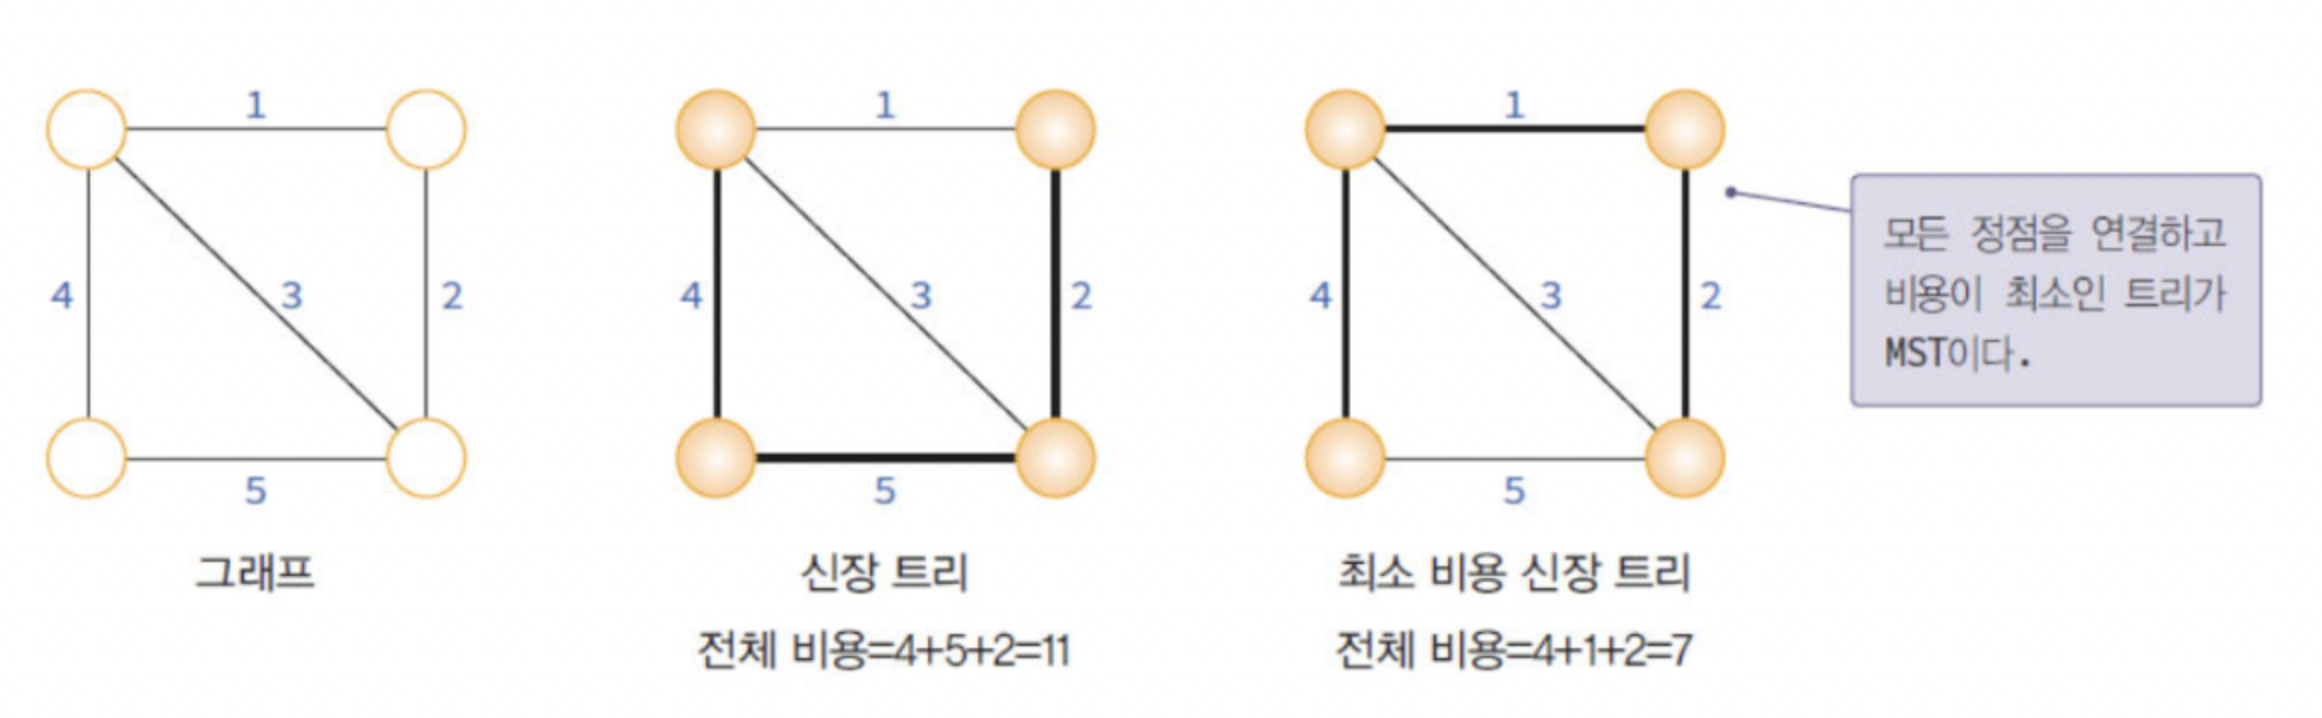 1
4
3
2
5
그래프
1
4
3
2
5
신장 트리
전체 비용=4+5+2=11
1
4
3
2
5
최소 비용 신장 트리
전체 비용=4+1+2=7
모든 정점을 연결하고
비용이 최소인 트리가
MST이다.